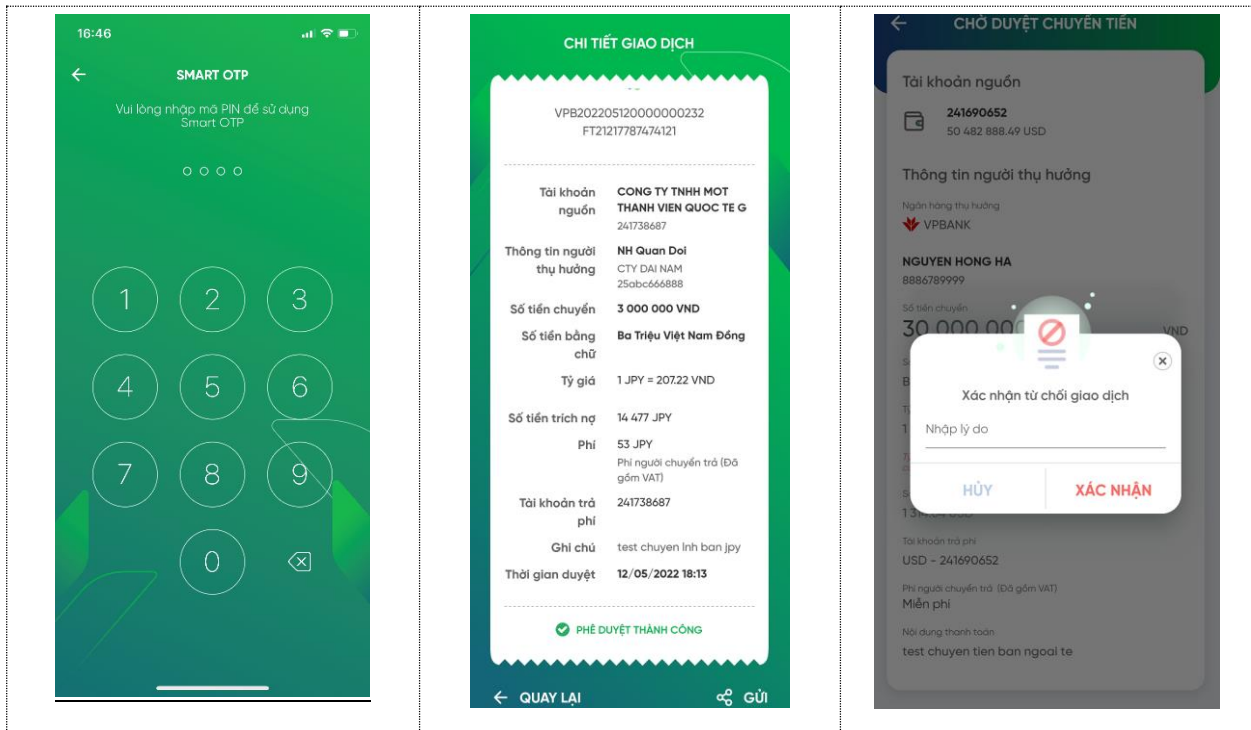 16:46
SMART OTP
Vui lòng nhập mã PIN để sử dụng
Smart OTP
1
2
3
4
5
6
7
8
9
0
CHI TIẾT GIAO DỊCH
VPB202205120000000232
FT21217787474121
Tài khoản nguồn
CONG TY TNHH MOT
THANH VIEN QUOC TE G
241738687
Thông tin người thụ hưởng
NH Quan Doi
CTY DAI NAM
25abc666888
Số tiền chuyển
3 000 000 VND
Số tiền bằng chữ
Ba Triệu Việt Nam Đồng
Tỷ giá
1 JPY = 207.22 VND
Số tiền trích nợ
14 477 JPY
Phí
53 JPY
Phí người chuyển trả (Đã
gồm VAT)
Tài khoản trả phí
241738687
Ghi chú
test chuyen lnh ban jpy
Thời gian duyệt
12/05/2022 18:13
PHÊ DUYỆT THÀNH CÔNG
QUAY LẠI
GỬI
CHỜ DUYỆT CHUYỂN TIỀN
Tài khoản nguồn
241690652
50 482 888.49 USD
Thông tin người thụ hưởng
Ngân hàng thụ hưởng
VPBANK
NGUYEN HONG HA
8886789999
Số tiền chuyển
30 000 00
VND
Xác nhận từ chối giao dịch
Nhập lý do
HỦY
XÁC NHẬN
Tài khoản trả phí
USD - 241690652
Phí người chuyển trả (Đã gồm VAT)
Miễn phí
Nội dung thanh toán
test chuyen tien ban ngoai te